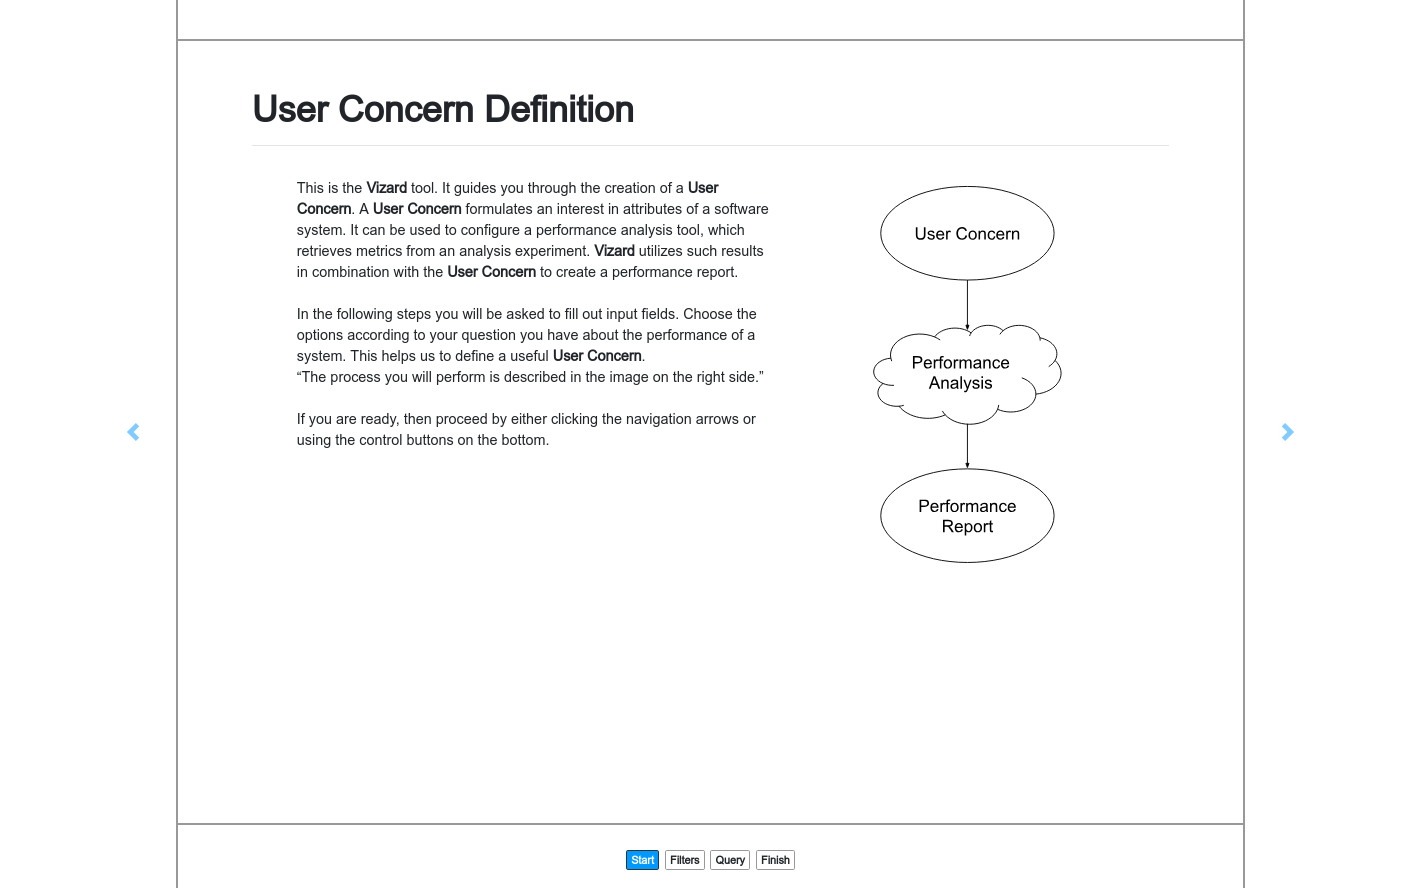 User Concern Definition
This is the Vizard tool. It guides you through the creation of a User
Concern. A User Concern formulates an interest in attributes of a software
system. It can be used to configure a performance analysis tool, which
retrieves metrics from an analysis experiment. Vizard utilizes such results
in combination with the User Concern to create a performance report.
In the following steps you will be asked to fill out input fields. Choose the
options according to your question you have about the performance of a
system. This helps us to define a useful User Concern.
“The process you will perform is described in the image on the right side.”
If you are ready, then proceed by either clicking the navigation arrows or
using the control buttons on the bottom.
User Concern
Performance
Analysis
Performance
Report
Start Filters Query Finish